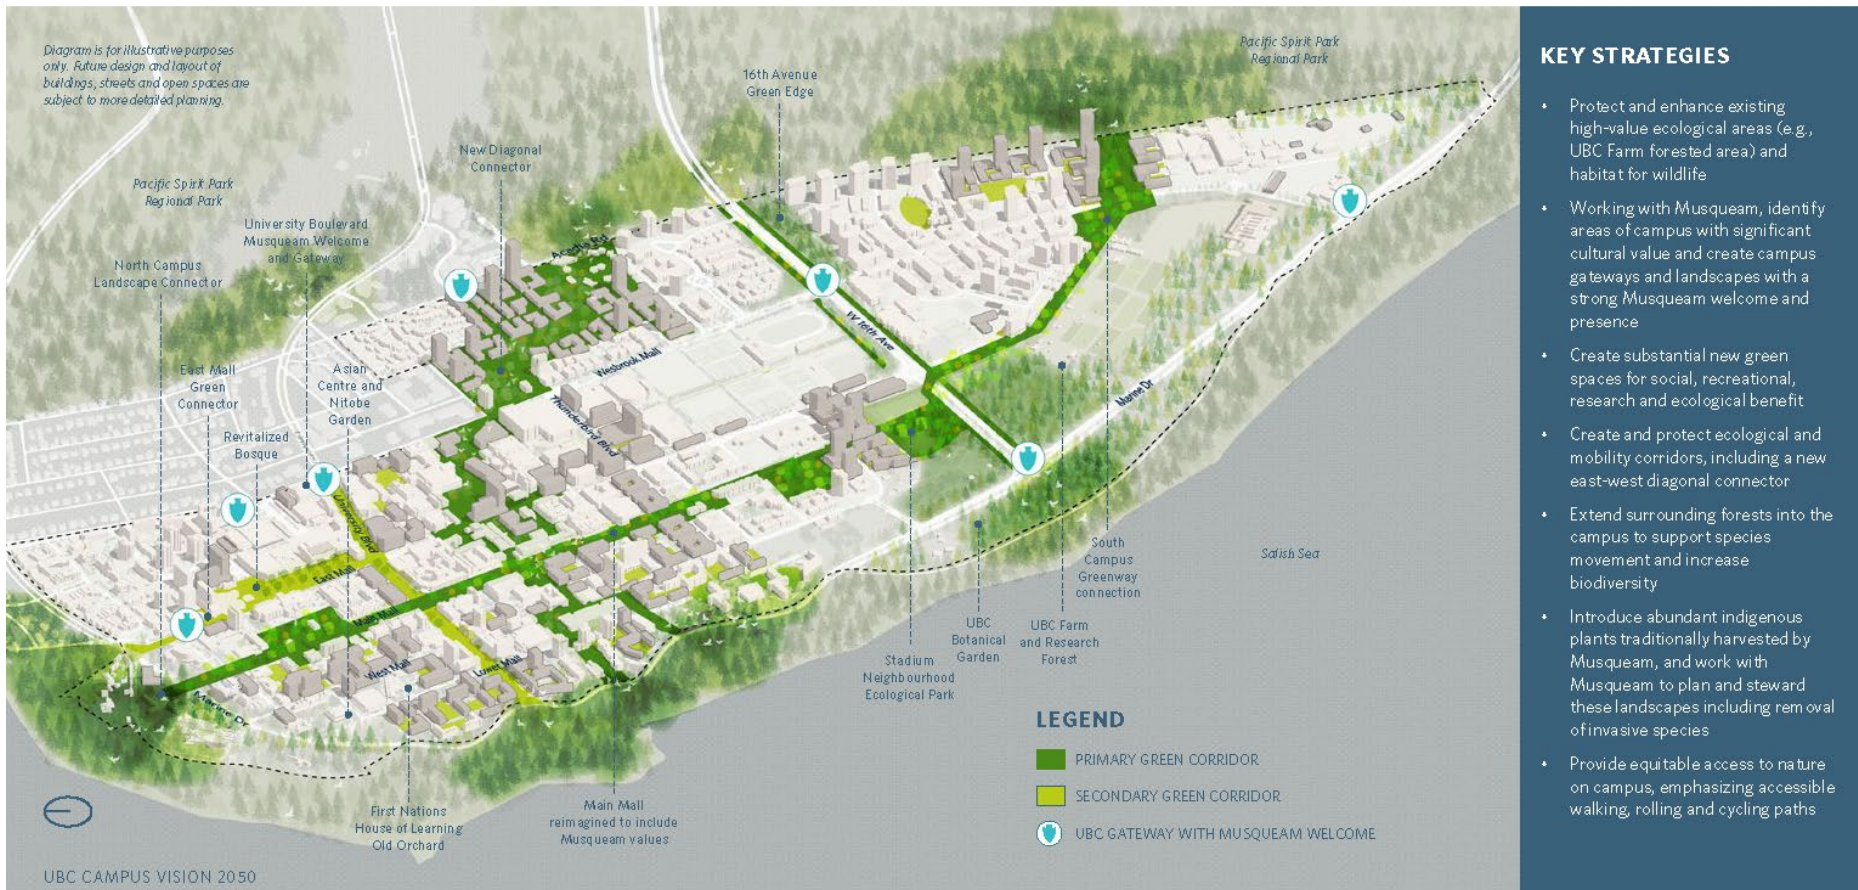 Diagram is for illustrative purposes
only. Future design and layout of
buildings, streets and open spaces are
subject to more detailed planning.
Pacific Spirit Park
Regional Park
16th Avenue
Green Edge
New Diagonal
Connector
Pacific Spirit Park
Regional Park
University Boulevard
Musqueam Welcome
and Gateway
North Campus
Landscape Connector
East Mall
Green
Connector
Asian
Centre and
Nitobe
Garden
Revitalized
Bosque
Acadia Rd
W 16th Ave
Wesbrook Mall
Thunderbird Blvd
Marine Dr
University Blvd
East Mall
Main Mall
West Mall
Lower Mall
Marine Dr
Salish Sea
South
Campus
Greenway
connection
UBC
Botanical
Garden
UBC Farm
and Research
Forest
Stadium
Neighbourhood
Ecological Park
First Nations
House of Learning
Old Orchard
Main Mall
reimagined to include
Musqueam values
LEGEND
PRIMARY GREEN CORRIDOR
SECONDARY GREEN CORRIDOR
UBC GATEWAY WITH MUSQUEAM WELCOME
UBC CAMPUS VISION 2050
KEY STRATEGIES
• Protect and enhance existing
high-value ecological areas (e.g.,
UBC Farm forested area) and
habitat for wildlife
• Working with Musqueam, identify
areas of campus with significant
cultural value and create campus
gateways and landscapes with a
strong Musqueam welcome and
presence
• Create substantial new green
spaces for social, recreational,
research and ecological benefit
• Create and protect ecological and
mobility corridors, including a new
east-west diagonal connector
• Extend surrounding forests into the
campus to support species
movement and increase
biodiversity
• Introduce abundant indigenous
plants traditionally harvested by
Musqueam, and work with
Musqueam to plan and steward
these landscapes including removal
of invasive species
• Provide equitable access to nature
on campus, emphasizing accessible
walking, rolling and cycling paths